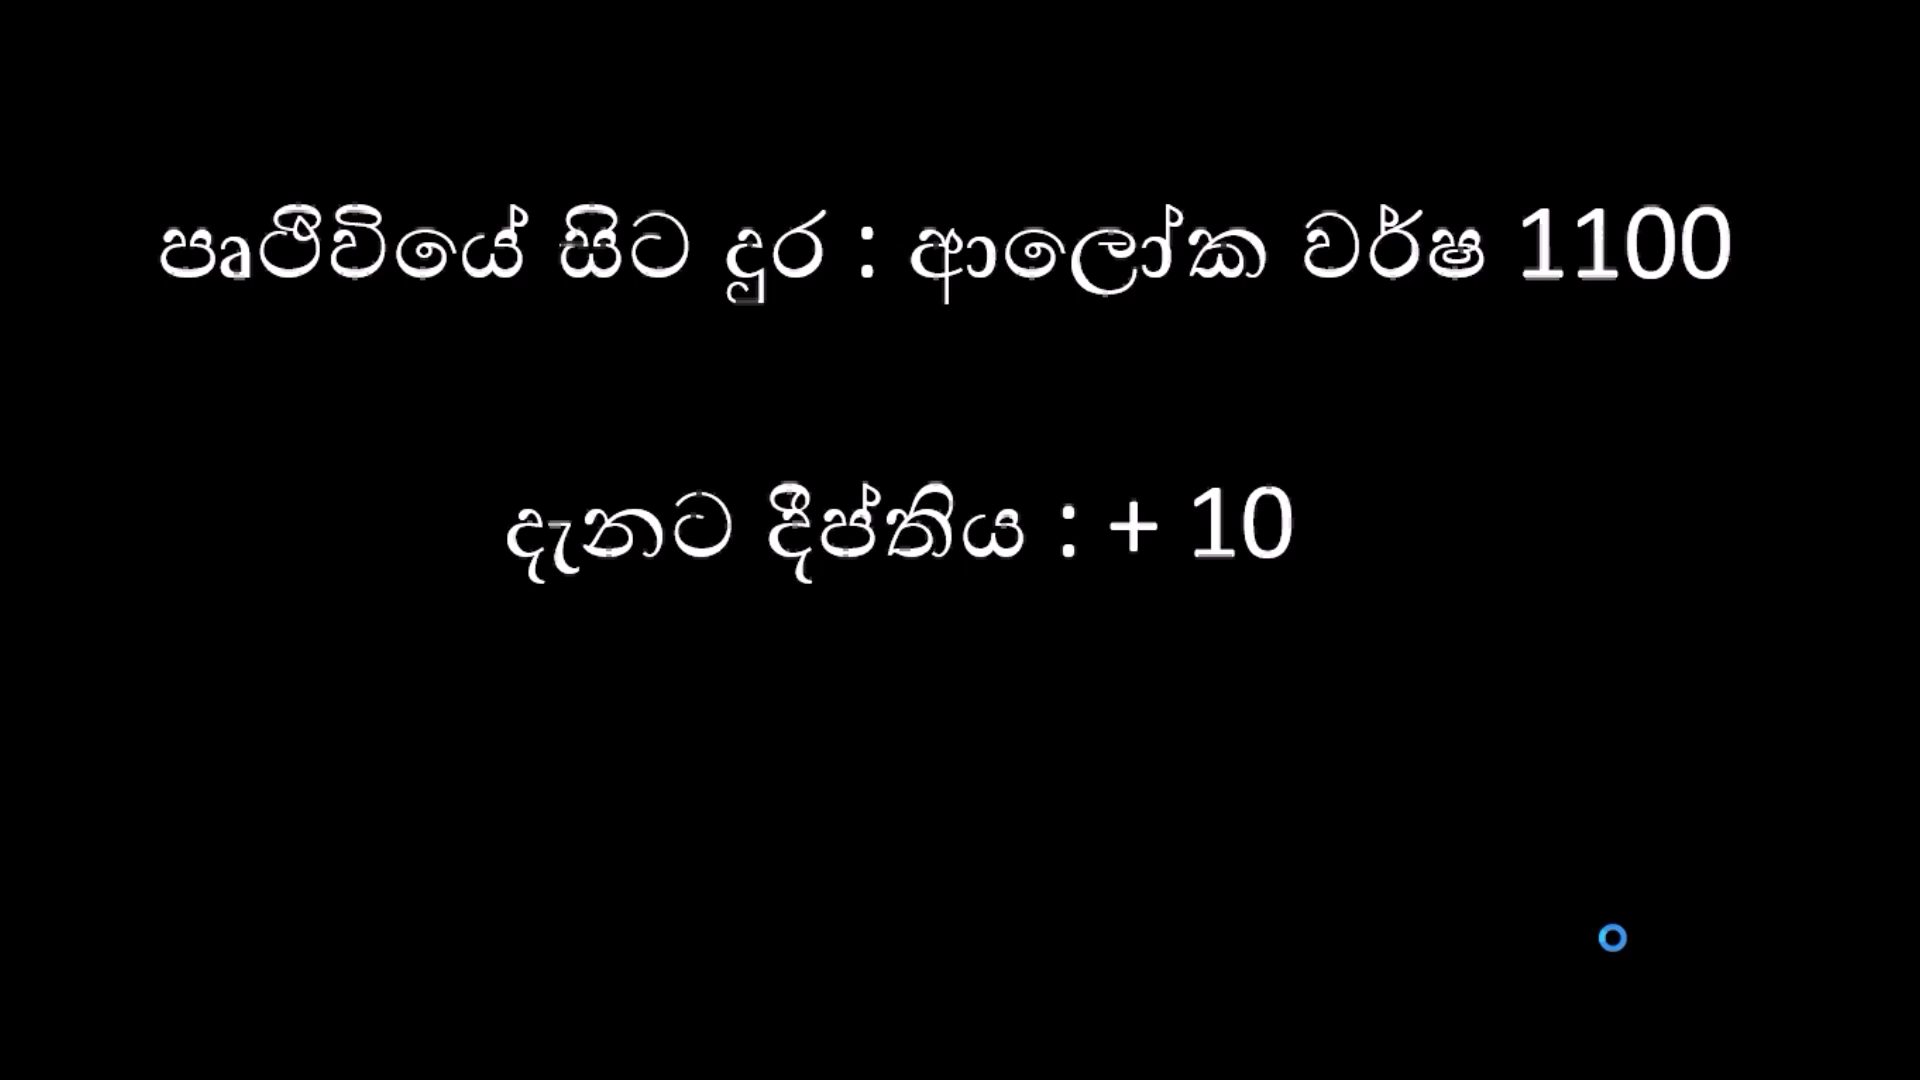 පෘථිවියේ සිට දුර : ආලෝක වර්ෂ 1100
දැනට දීප්තිය : + 10